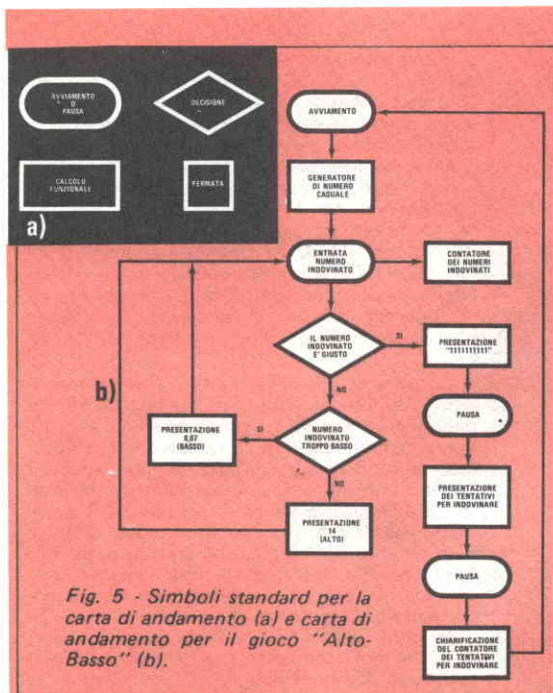 AVVIAMENTO
O
PAUSA
DECISIONE
CALCOLO
FUNZIONALE
FERMATA
a)
AVVIAMENTO
GENERATORE
DI NUMERO
CASUALE
ENTRATA
NUMERO
INDOVINATO
CONTATORE
DEI NUMERI
INDOVINATI
IL NUMERO
INDOVINATO
E' GIUSTO
SI
PRESENTAZIONE
"1111111111"
NO
b)
PAUSA
PRESENTAZIONE
0,07
(BASSO)
SI
NUMERO
INDOVINATO
TROPPO BASSO
NO
PRESENTAZIONE
DEI TENTATIVI
PER INDOVINARE
PRESENTAZIONE
14
(ALTO)
PAUSA
CHIARIFICAZIONE
DEL CONTATORE
DEI TENTATIVI
PER INDOVINARE
Fig. 5 - Simboli standard per la
carta di andamento (a) e carta di
andamento per il gioco "Alto-
Basso" (b).